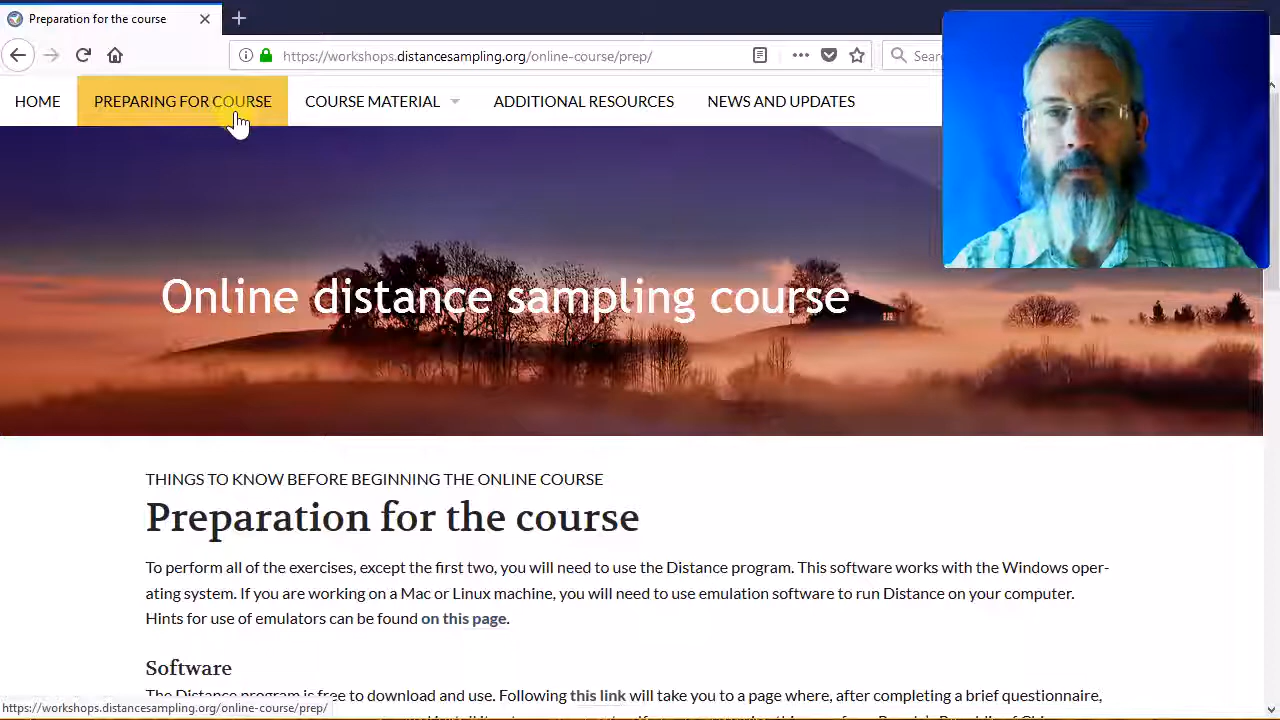 Preparation for the course
https://workshops.distancesampling.org/online-course/prep/
Sear
HOME PREPARING FOR COURSE COURSE MATERIAL ADDITIONAL RESOURCES NEWS AND UPDATES
Online distance sampling course
THINGS TO KNOW BEFORE BEGINNING THE ONLINE COURSE
Preparation for the course
To perform all of the exercises, except the first two, you will need to use the Distance program. This software works with the Windows oper-
ating system. If you are working on a Mac or Linux machine, you will need to use emulation software to run Distance on your computer.
Hints for use of emulators can be found on this page.
Software
The Distance program is free to download and use. Following this link will take you to a page where, after completing a brief questionnaire,
https://workshops.distancesampling.org/online-course/prep/